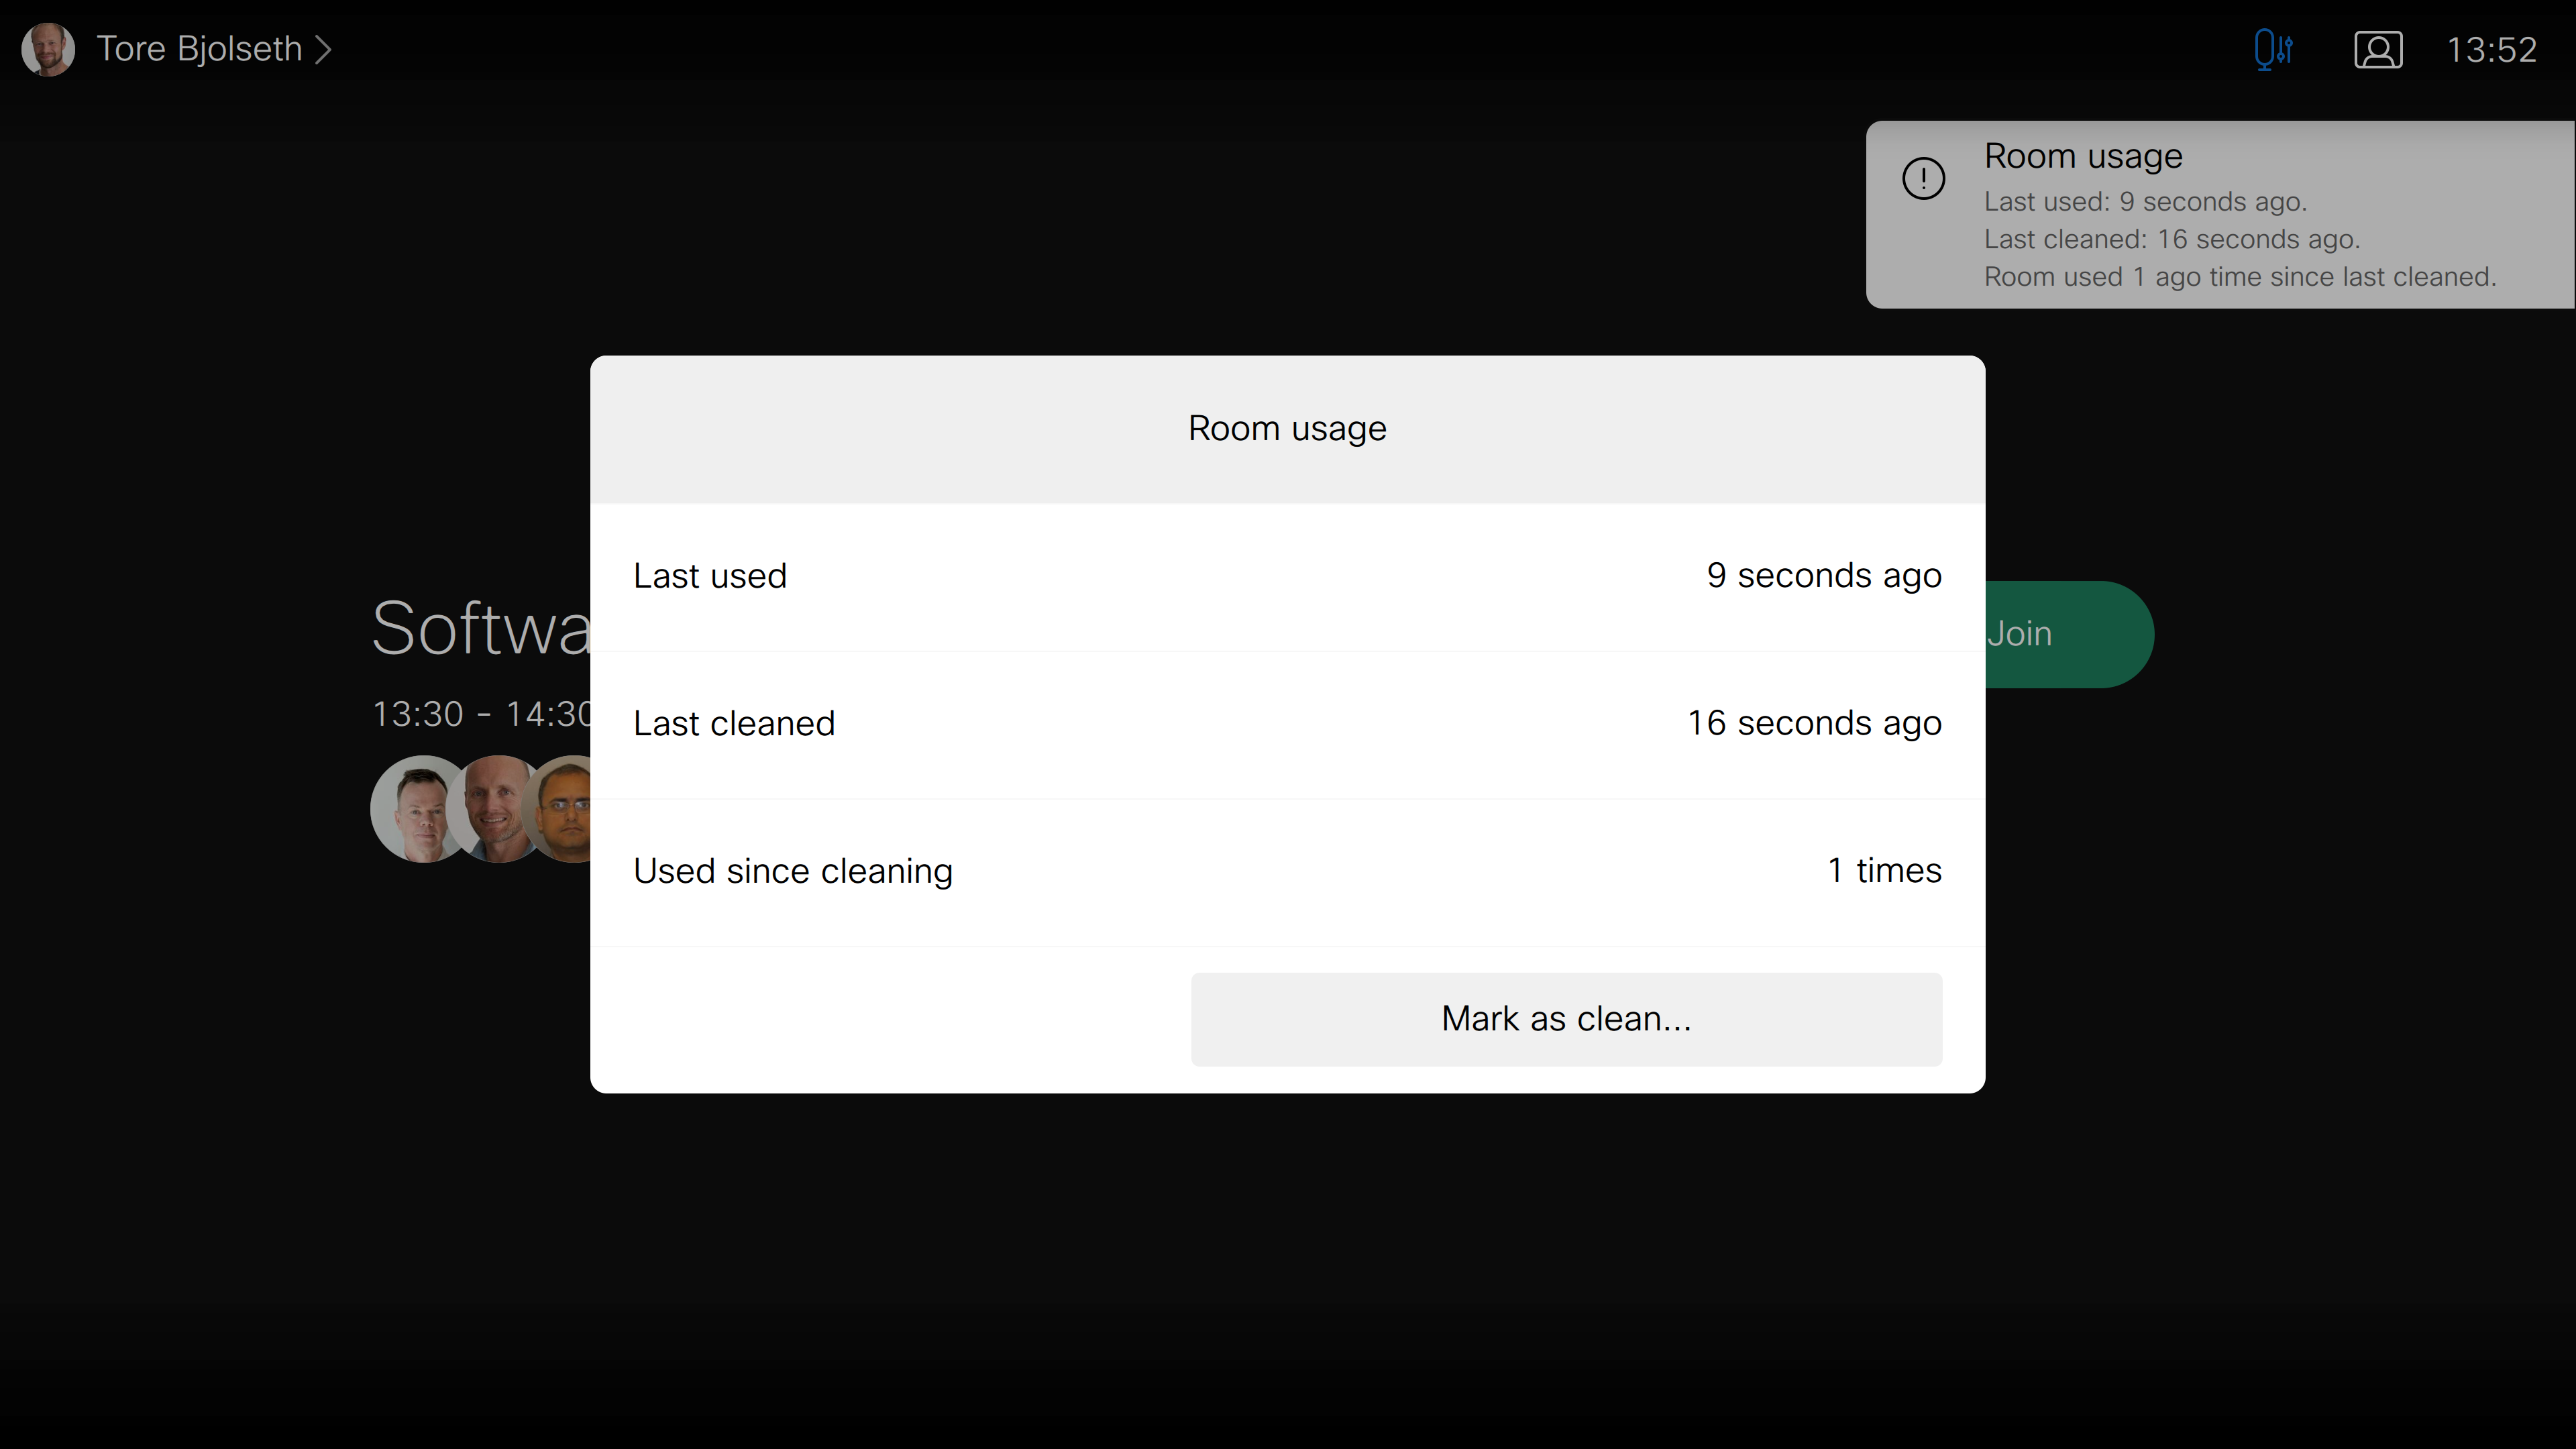 Tore Bjolseth
13:52
Room usage
Last used: 9 seconds ago.
Last cleaned: 16 seconds ago.
Room used 1 ago time since last cleaned.
Room usage
Last used 9 seconds ago
Last cleaned 16 seconds ago
Used since cleaning 1 times
Mark as clean...
Softwa
13:30 - 14:30
Join